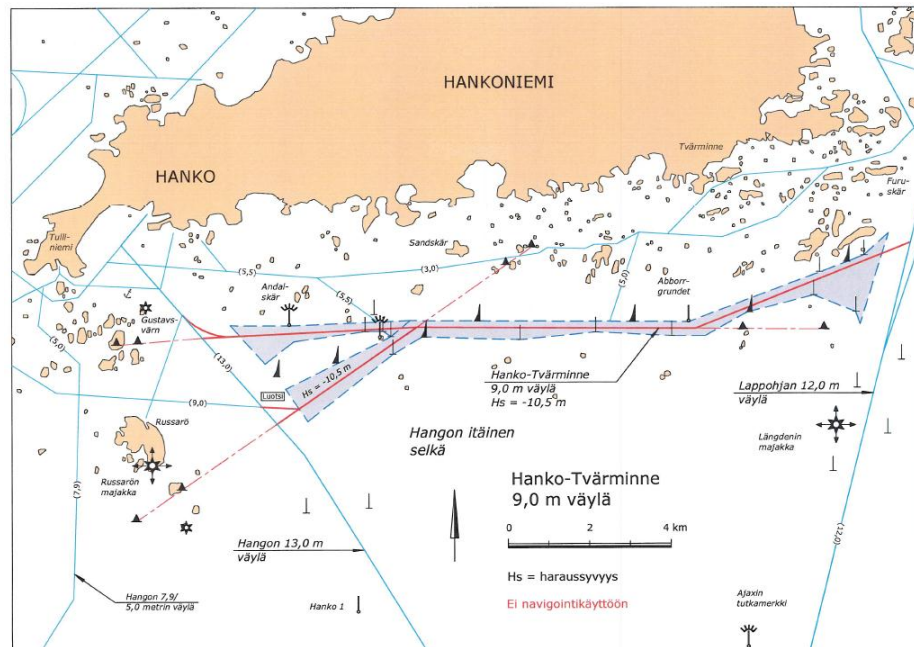 HANKONIEMI
HANKO
Tvärminne
Furu-
skär
Tulli-
niemi
Sandskär
(5,5)
(3,0)
(5,0)
Andal-
skär
(5,5)
Abborr-
grundet
Gustavs-
värn
(5,0)
(13,0)
Hs = -10,5 m
Luotsi
(9,0)
Hanko-Tvärminne
9,0 m väylä
Hs = -10,5 m
Lappohjan 12,0 m
väylä
Russarö
Hangon itäinen
selkä
Längdenin
majakka
Russarön
majakka
(7,9)
Hanko-Tvärminne
9,0 m väylä
0 2 4 km
(12,0)
Hangon 13,0 m
väylä
Hs = haraussyvyys
Hangon 7,9/
5,0 metrin väylä
Hanko 1
Ei navigointikäyttöön
Ajaxin
tutkamerkki